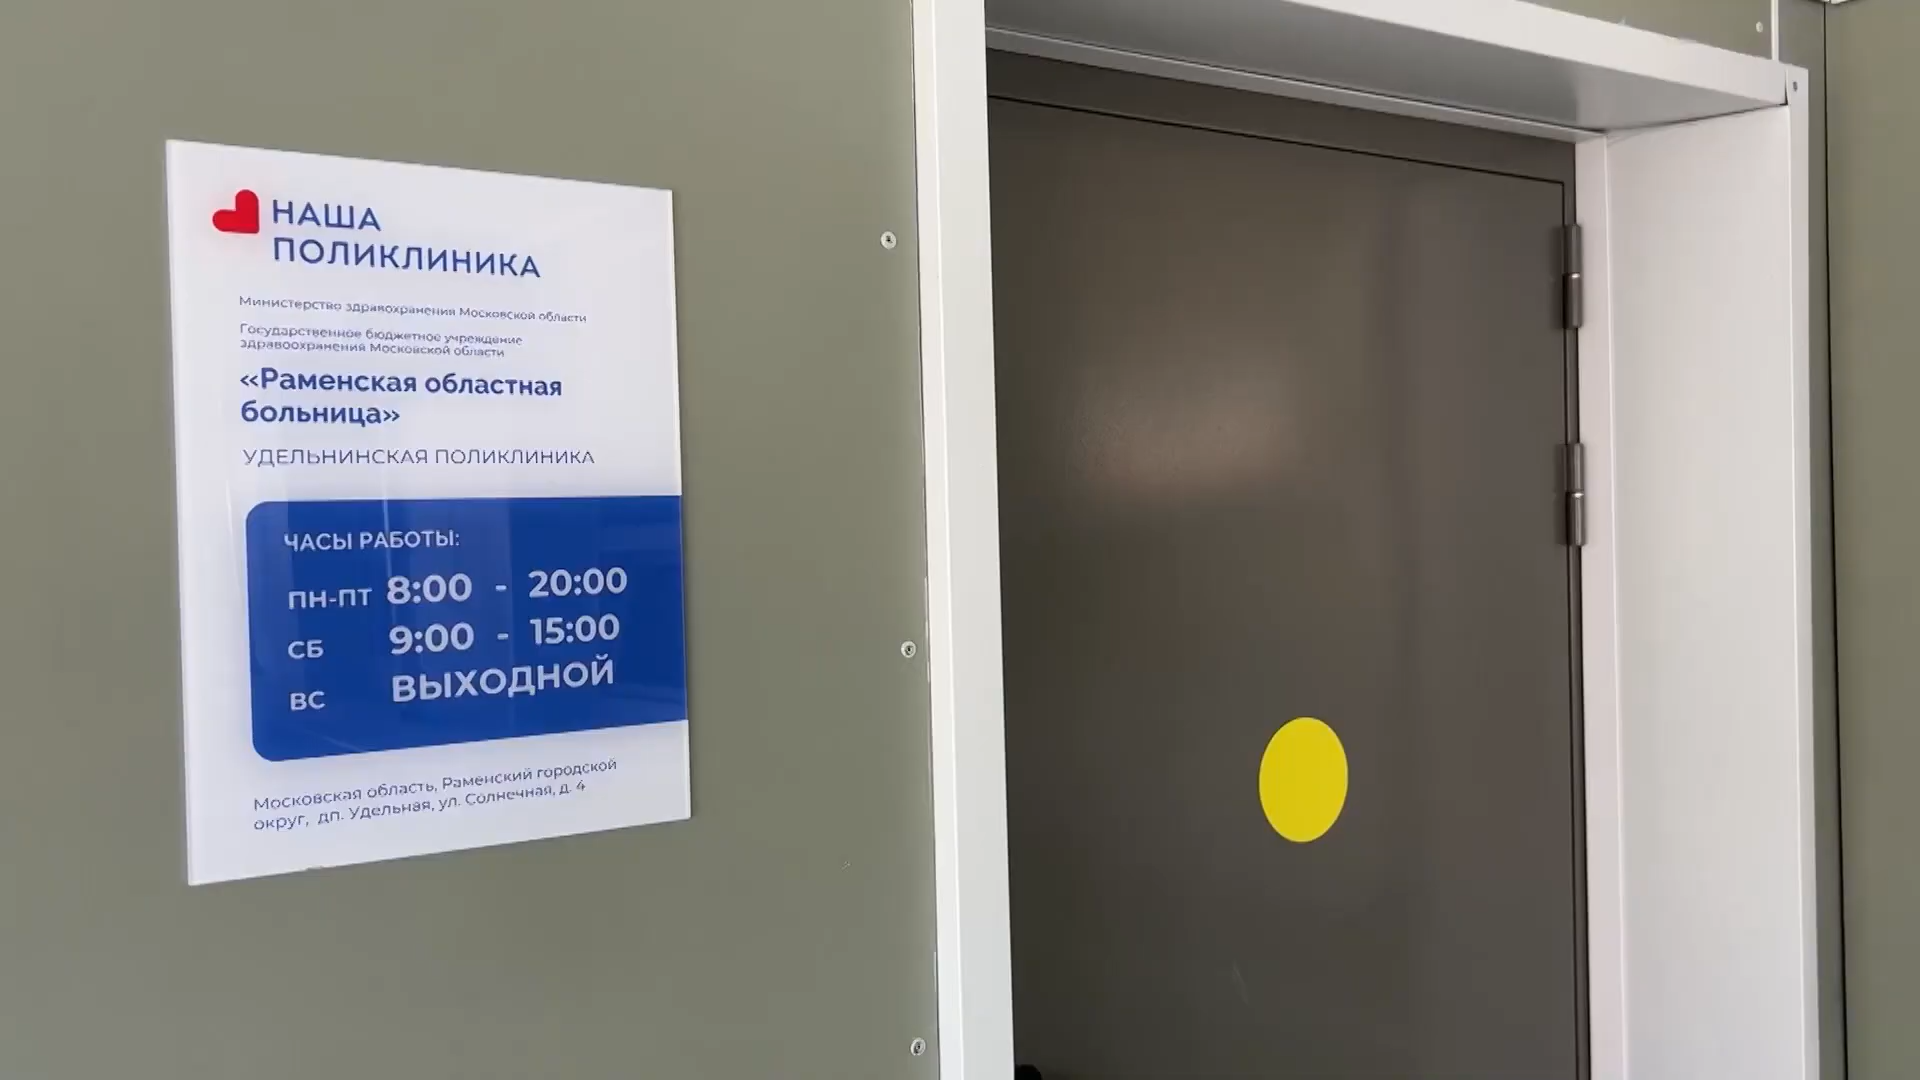 НАША
ПОЛИКЛИНИКА
Министерство здравохранения Московской области
Государственное бюджетное учреждение
здравоохранения Московской области
«Раменская областная
больница»
УДЕЛЬНИНСКАЯ ПОЛИКЛИНИКА
ЧАСЫ РАБОТЫ:
ПН-ПТ 8:00 - 20:00
СБ 9:00 - 15:00
ВС ВЫХОДНОЙ
Московская область, Раменский городской
округ, дп. Удельная, ул. Солнечная, д. 4